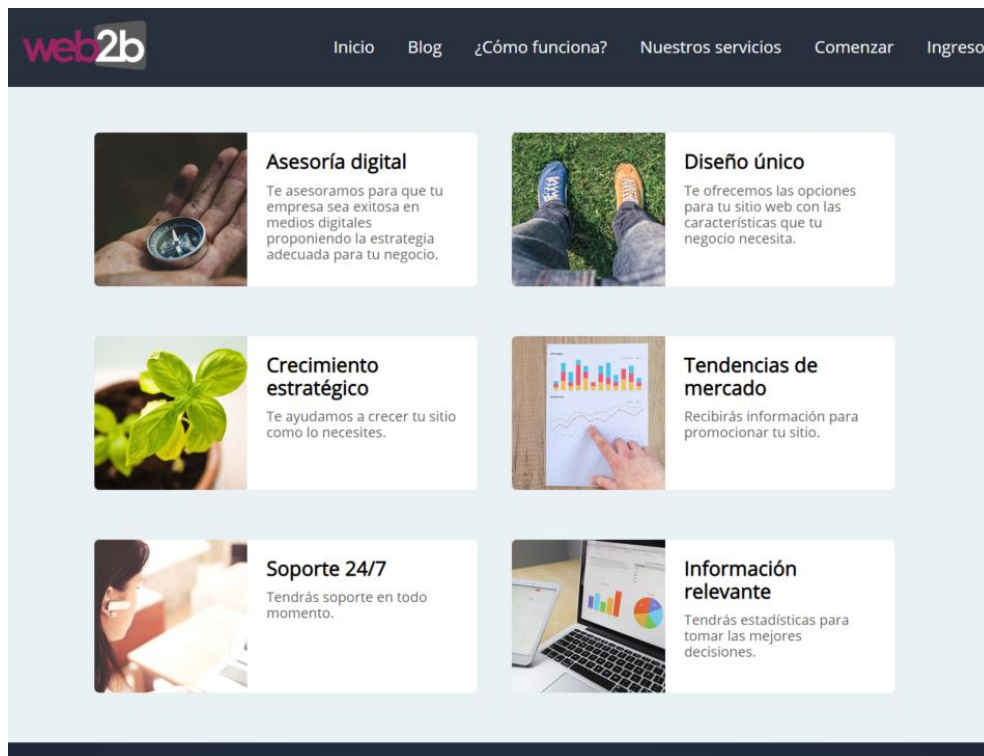 web2b
Inicio Blog ¿Cómo funciona? Nuestros servicios Comenzar Ingreso
Asesoría digital
Te asesoramos para que tu
empresa sea exitosa en
medios digitales
proponiendo la estrategia
adecuada para tu negocio.
Diseño único
Te ofrecemos las opciones
para tu sitio web con las
características que tu
negocio necesita.
Crecimiento
estratégico
Te ayudamos a crecer tu sitio
como lo necesites.
Tendencias de
mercado
Recibirás información para
promocionar tu sitio.
Soporte 24/7
Tendrás soporte en todo
momento.
Información
relevante
Tendrás estadísticas para
tomar las mejores
decisiones.